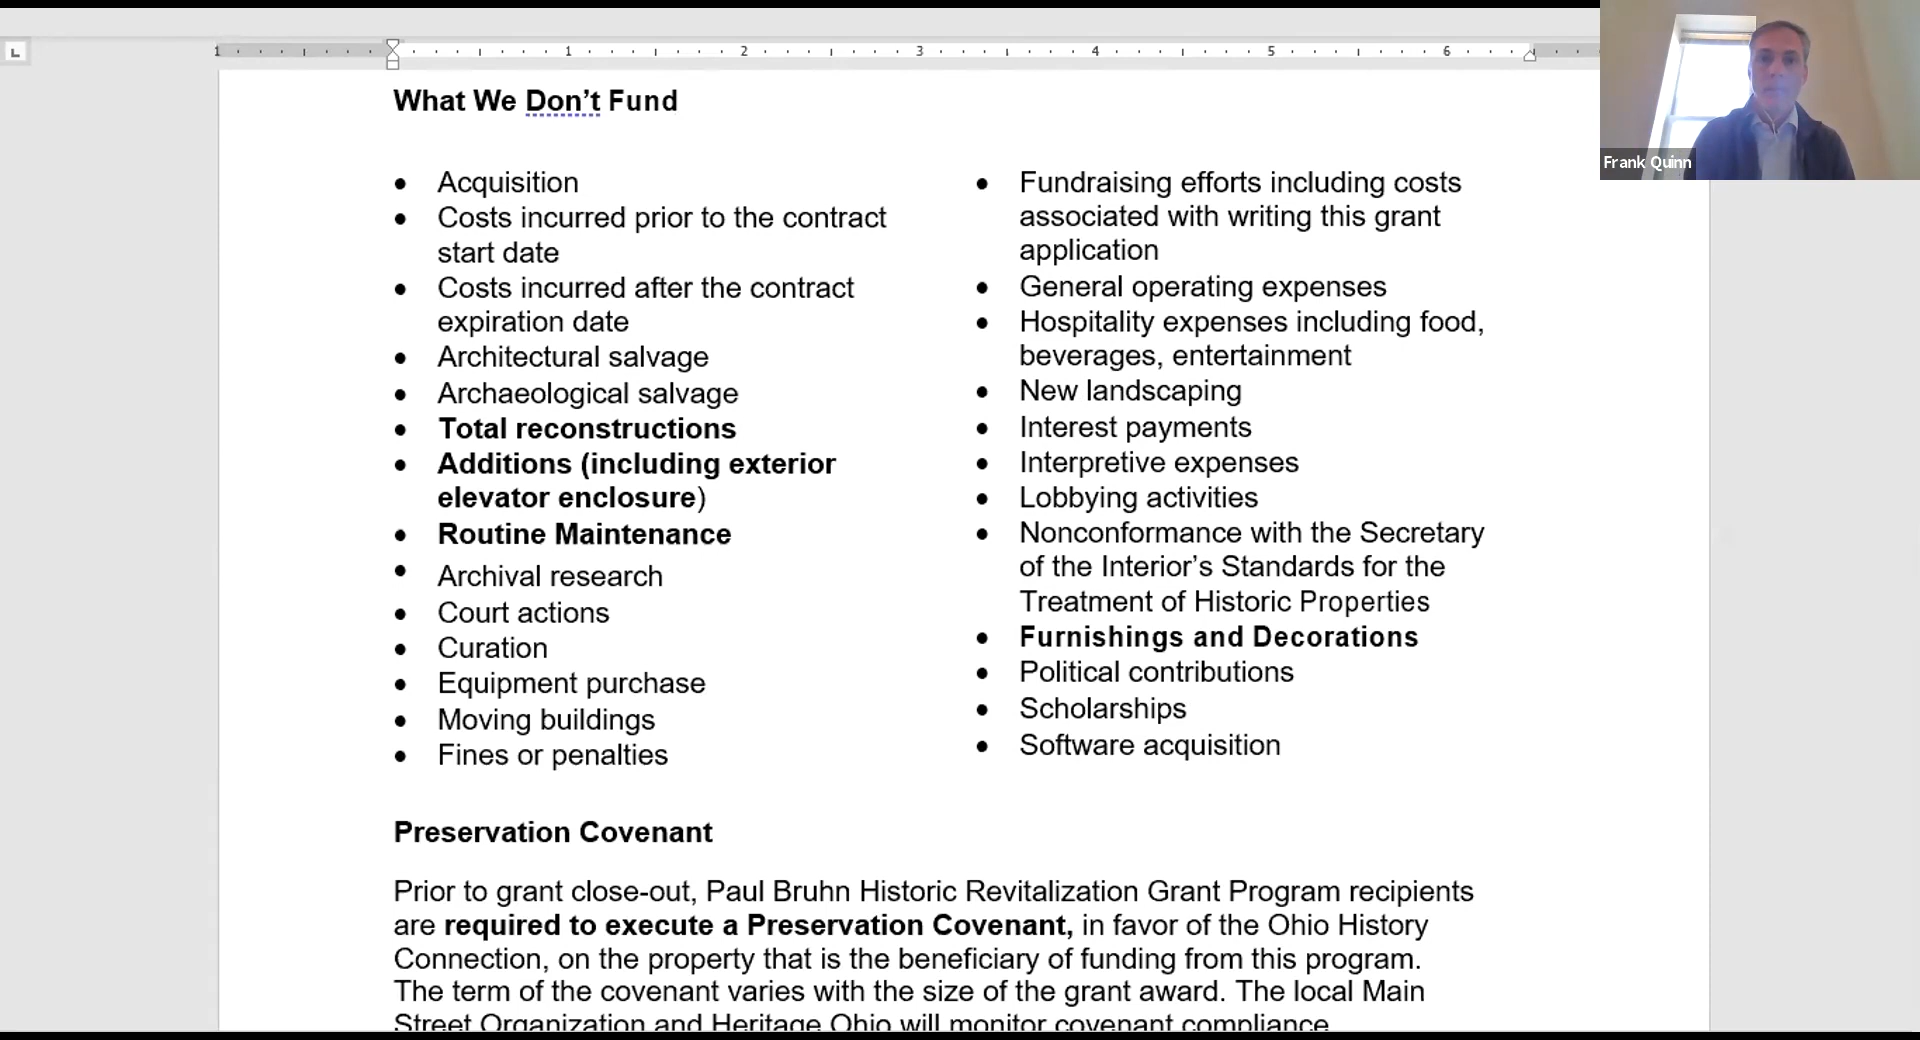 1 1 2 3 4 5 6
What We Don’t Fund
• Acquisition
• Costs incurred prior to the contract
start date
• Costs incurred after the contract
expiration date
• Architectural salvage
• Archaeological salvage
• Total reconstructions
• Additions (including exterior
elevator enclosure)
• Routine Maintenance
• Archival research
• Court actions
• Curation
• Equipment purchase
• Moving buildings
• Fines or penalties
• Fundraising efforts including costs
associated with writing this grant
application
• General operating expenses
• Hospitality expenses including food,
beverages, entertainment
• New landscaping
• Interest payments
• Interpretive expenses
• Lobbying activities
• Nonconformance with the Secretary
of the Interior’s Standards for the
Treatment of Historic Properties
• Furnishings and Decorations
• Political contributions
• Scholarships
• Software acquisition
Preservation Covenant
Prior to grant close-out, Paul Bruhn Historic Revitalization Grant Program recipients
are required to execute a Preservation Covenant, in favor of the Ohio History
Connection, on the property that is the beneficiary of funding from this program.
The term of the covenant varies with the size of the grant award. The local Main
Street Organization and Heritage Ohio will monitor covenant compliance
Frank Quinn